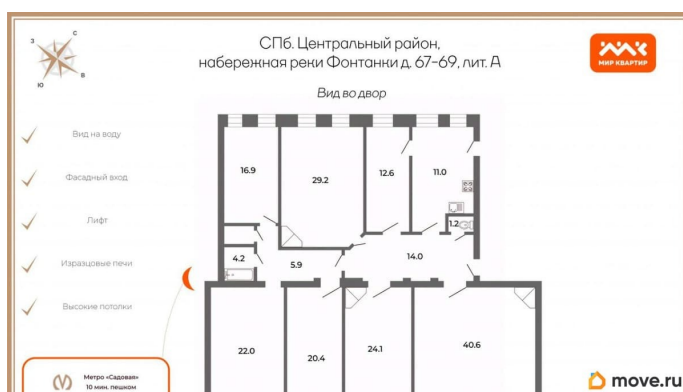 З
С
Ю
В
СПб. Центральный район,
набережная реки Фонтанки д. 67-69, лит. А
МИР КВАРТИР
Вид во двор
Вид на воду
Фасадный вход
Лифт
Изразцовые печи
Высокие потолки
16.9
29.2
12.6
11.0
1.2
4.2
5.9
14.0
22.0
20.4
24.1
40.6
Метро «Садовая»
10 мин. пешком
move.ru